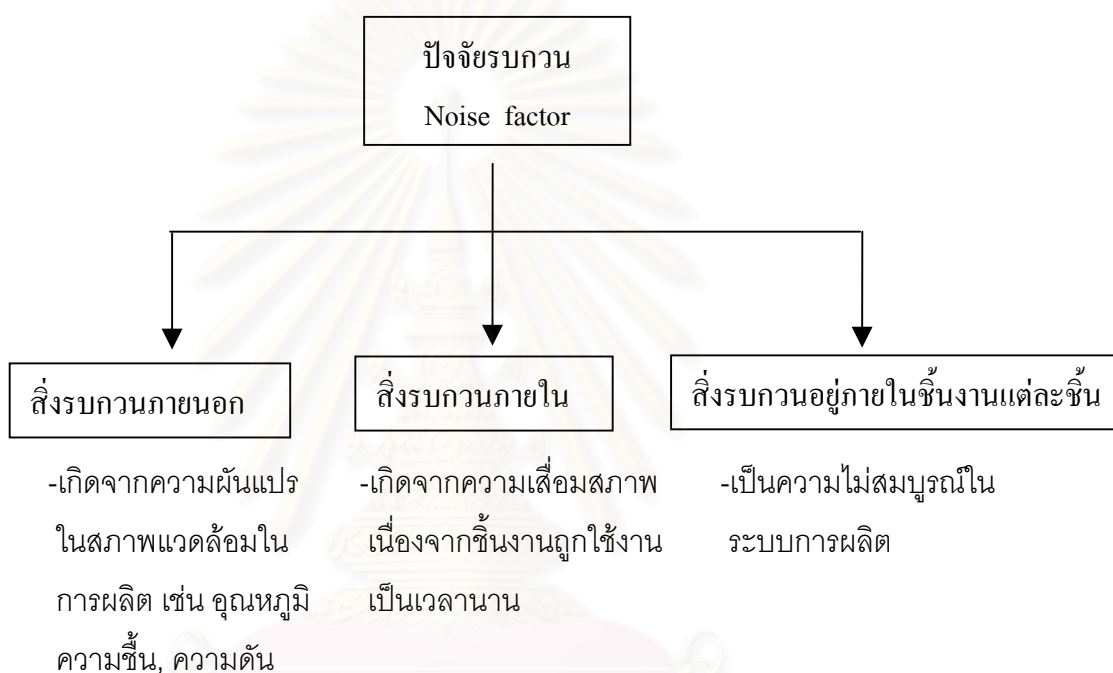 ปัจจัยรบกวน
Noise factor
สิ่งรบกวนภายนอก
-เกิดจากความผันแปร
ในสภาพแวดล้อมใน
การผลิต เช่น อุณหภูมิ
ความชื้น, ความดัน
สิ่งรบกวนภายใน
-เกิดจากความเสื่อมสภาพ
เนื่องจากชิ้นงานถูกใช้งาน
เป็นเวลานาน
สิ่งรบกวนอยู่ภายในชิ้นงานแต่ละชิ้น
-เป็นความไม่สมบูรณ์ใน
ระบบการผลิต